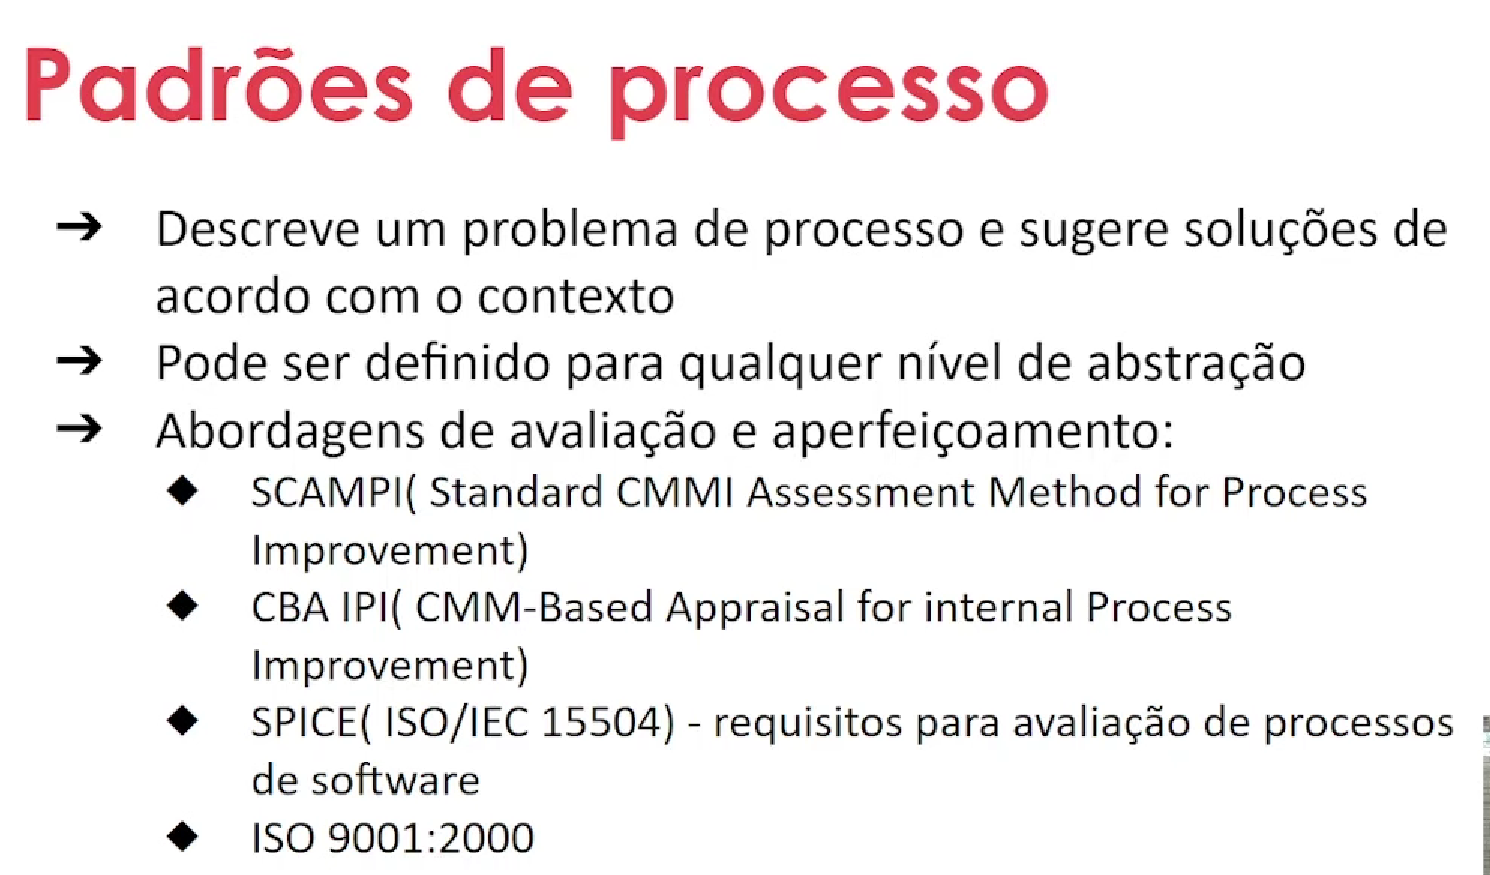 Padrões de processo
➔ Descreve um problema de processo e sugere soluções de
acordo com o contexto
➔ Pode ser definido para qualquer nível de abstração
➔ Abordagens de avaliação e aperfeiçoamento:
◆ SCAMPI( Standard CMMI Assessment Method for Process
Improvement)
◆ CBA IPI( CMM-Based Appraisal for internal Process
Improvement)
◆ SPICE( ISO/IEC 15504) - requisitos para avaliação de processos
de software
◆ ISO 9001:2000